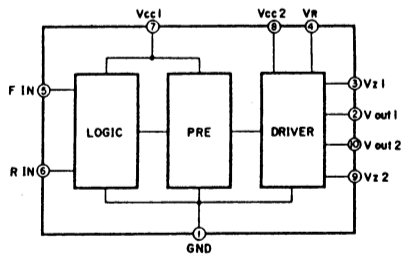 Vcc1 Vcc2 VR
7 8 4
F IN 5 3 Vz1
LOGIC PRE DRIVER 2 Vout1
10 Vout2
R IN 6 9 Vz2
1
GND